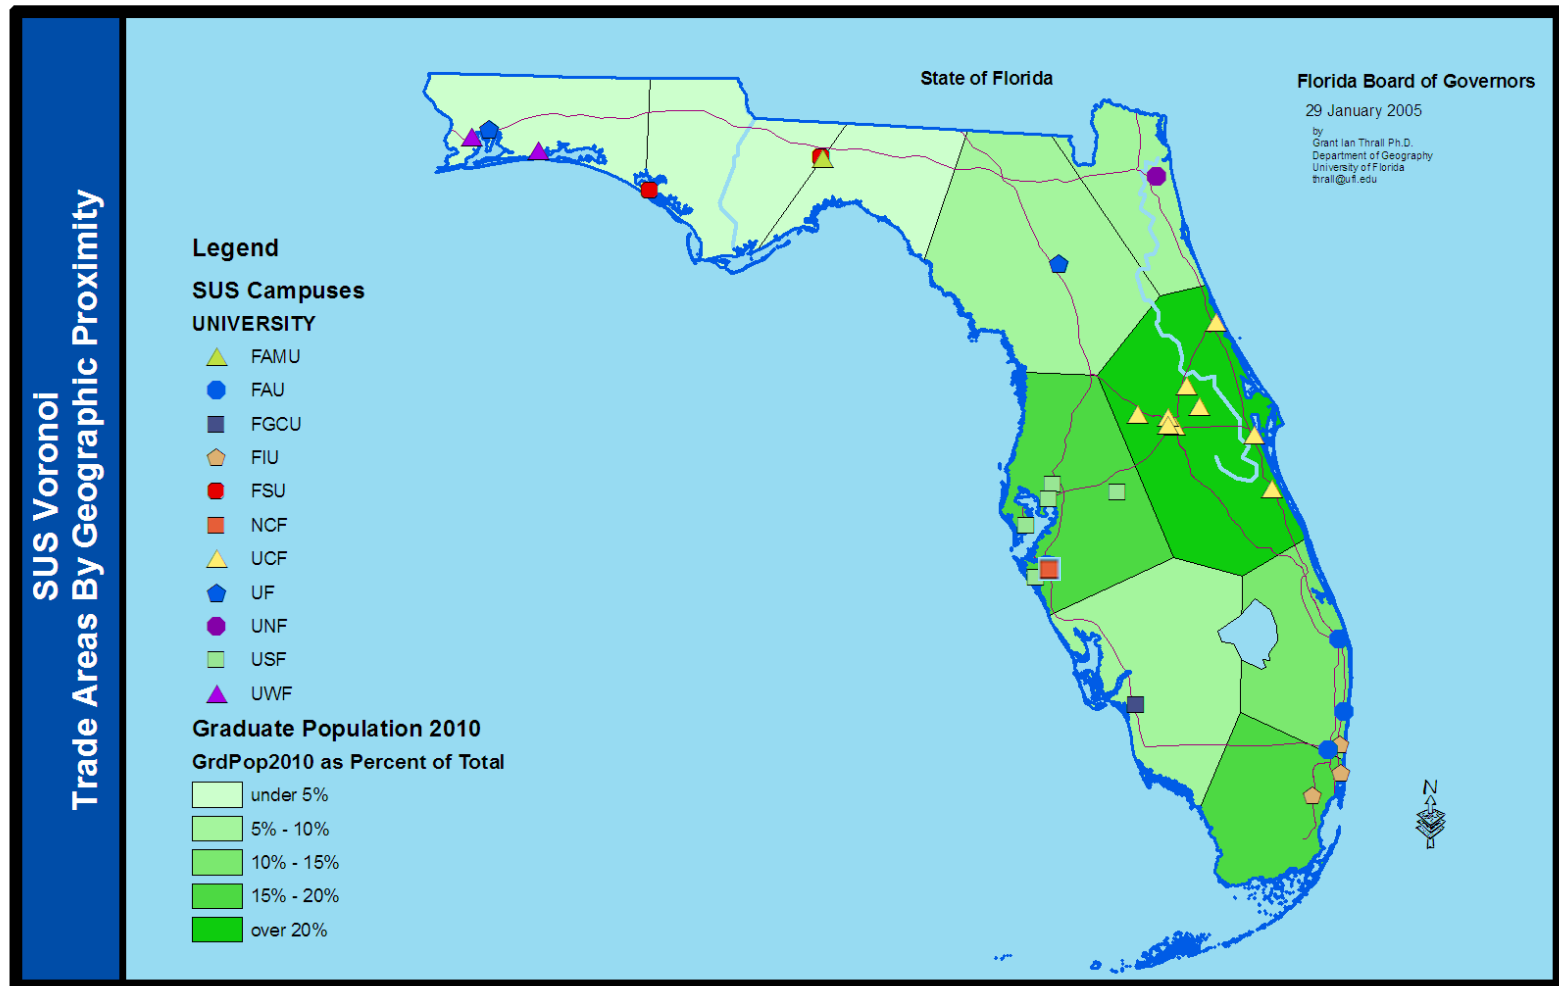 SUS Voronoi
Trade Areas By Geographic Proximity
State of Florida
Florida Board of Governors
29 January 2005
by
Grant Ian Thrall Ph.D.
Department of Geography
University of Florida
thrall@ufl.edu
Legend
SUS Campuses
UNIVERSITY
FAMU
FAU
FGCU
FIU
FSU
NCF
UCF
UF
UNF
USF
UWF
Graduate Population 2010
GrdPop2010 as Percent of Total
under 5%
5% - 10%
10% - 15%
15% - 20%
over 20%
N